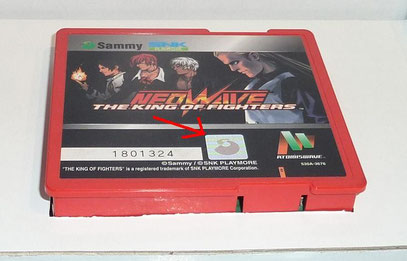 Sammy SNK
NEOWAVE
THE KING OF FIGHTERS
1801324
ATOMISWAVE
©Sammy / ©SNK PLAYMORE
"THE KING OF FIGHTERS" is a registered trademark of SNK PLAYMORE Corporation.